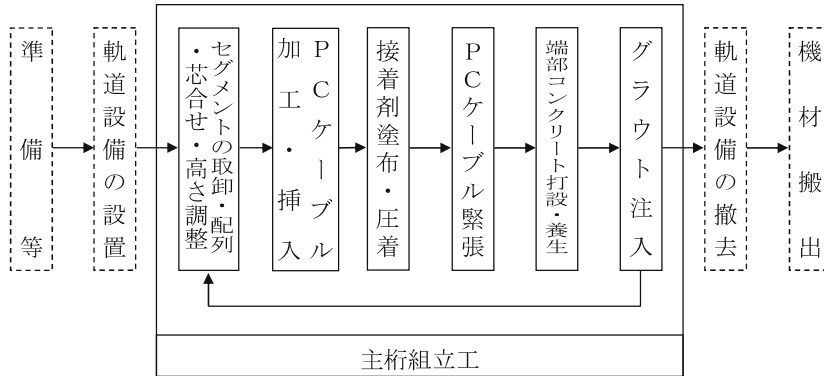 準備等
軌道設備の設置
セグメントの取卸・配列
・芯合せ・高さ調整
PCケーブル
加工・挿入
接着剤塗布・圧着
PCケーブル緊張
端部コンクリート打設・養生
グラウト注入
軌道設備の撤去
機材搬出
主桁組立工